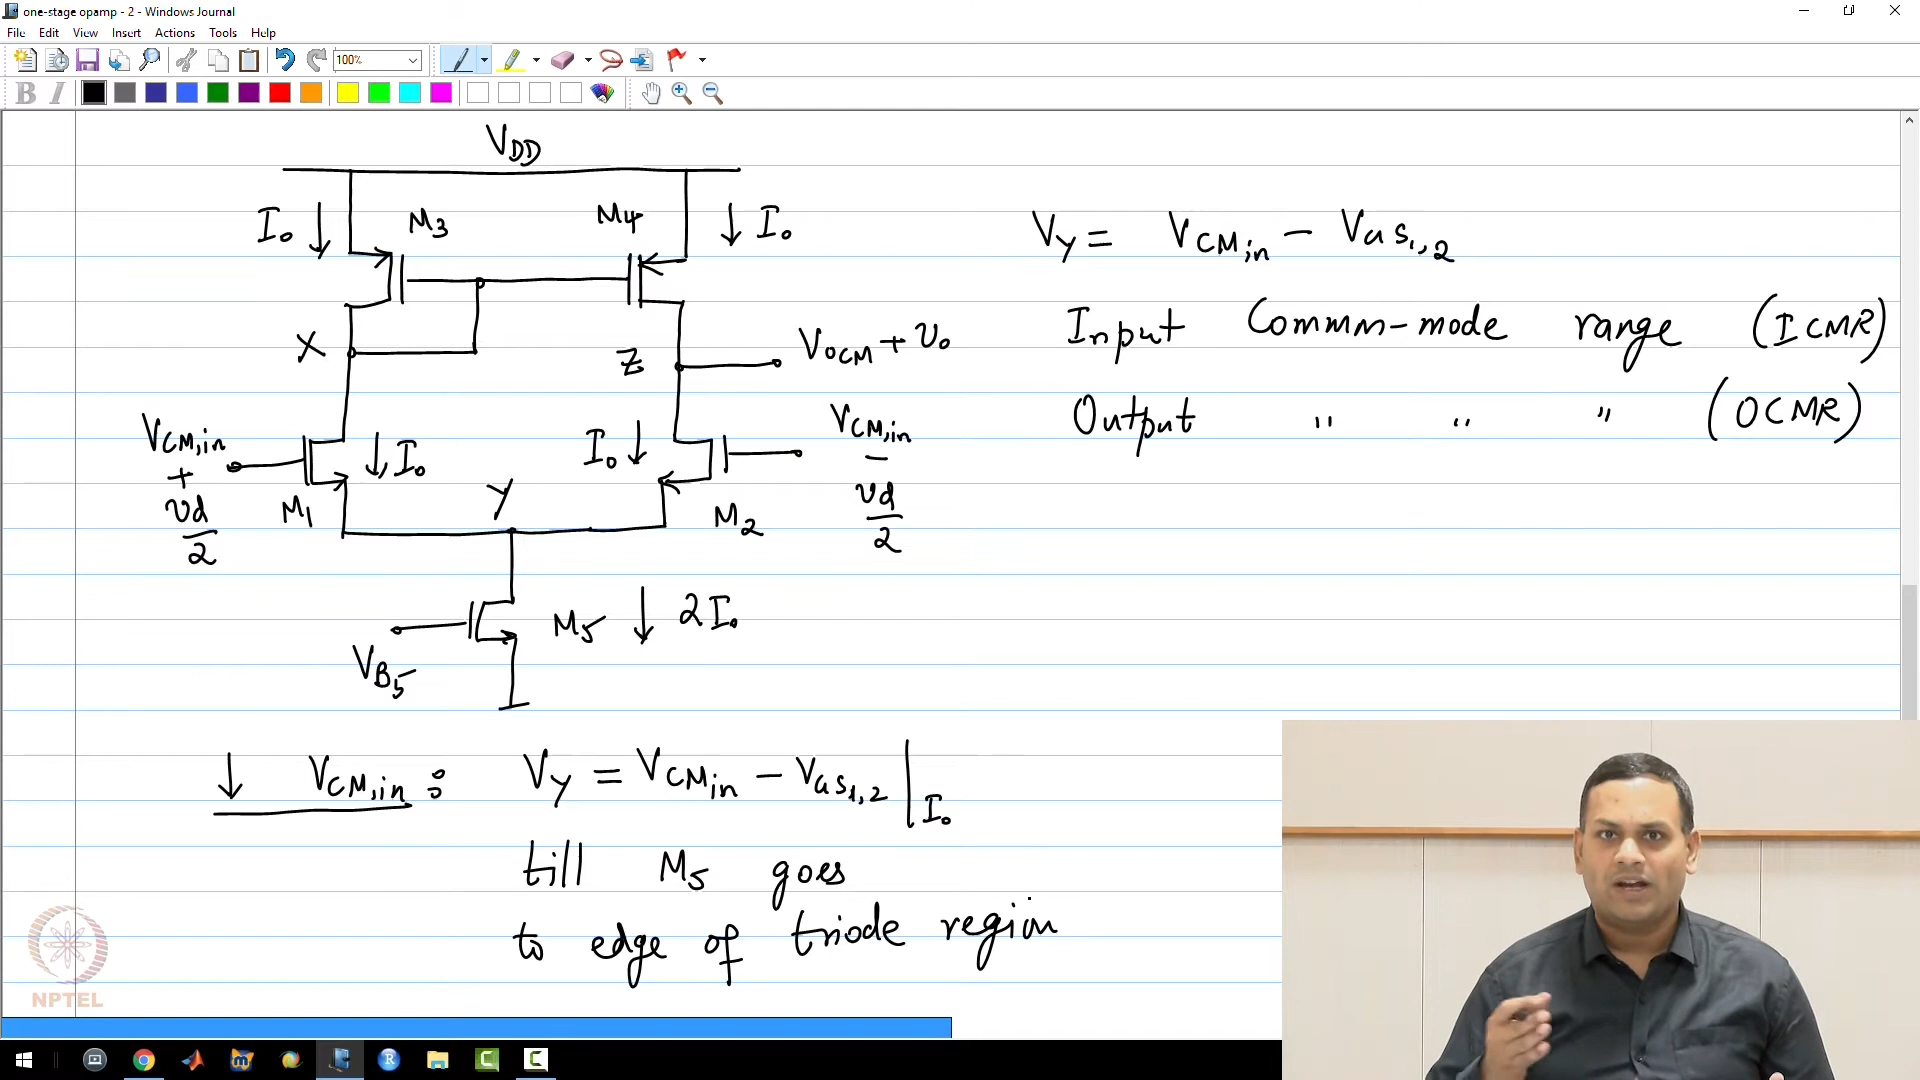 one-stage opamp - 2 - Windows Journal
File Edit View Insert Actions Tools Help
100%
B I
VDD
I₀ ↓ M3 M4 ↓ I₀
X Z VOCM + v₀
VCM,in + vd/2 M1 ↓ I₀
I₀ ↓ M2 VCM,in - vd/2
Y
VB5 M5 ↓ 2I₀
VY = VCMin - VGS1,2
Input Commm-mode range (ICMR)
Output " " " (OCMR)
↓ VCM,in : VY = VCMin - VGS1,2 | I₀
till M5 goes
to edge of triode region
NPTEL